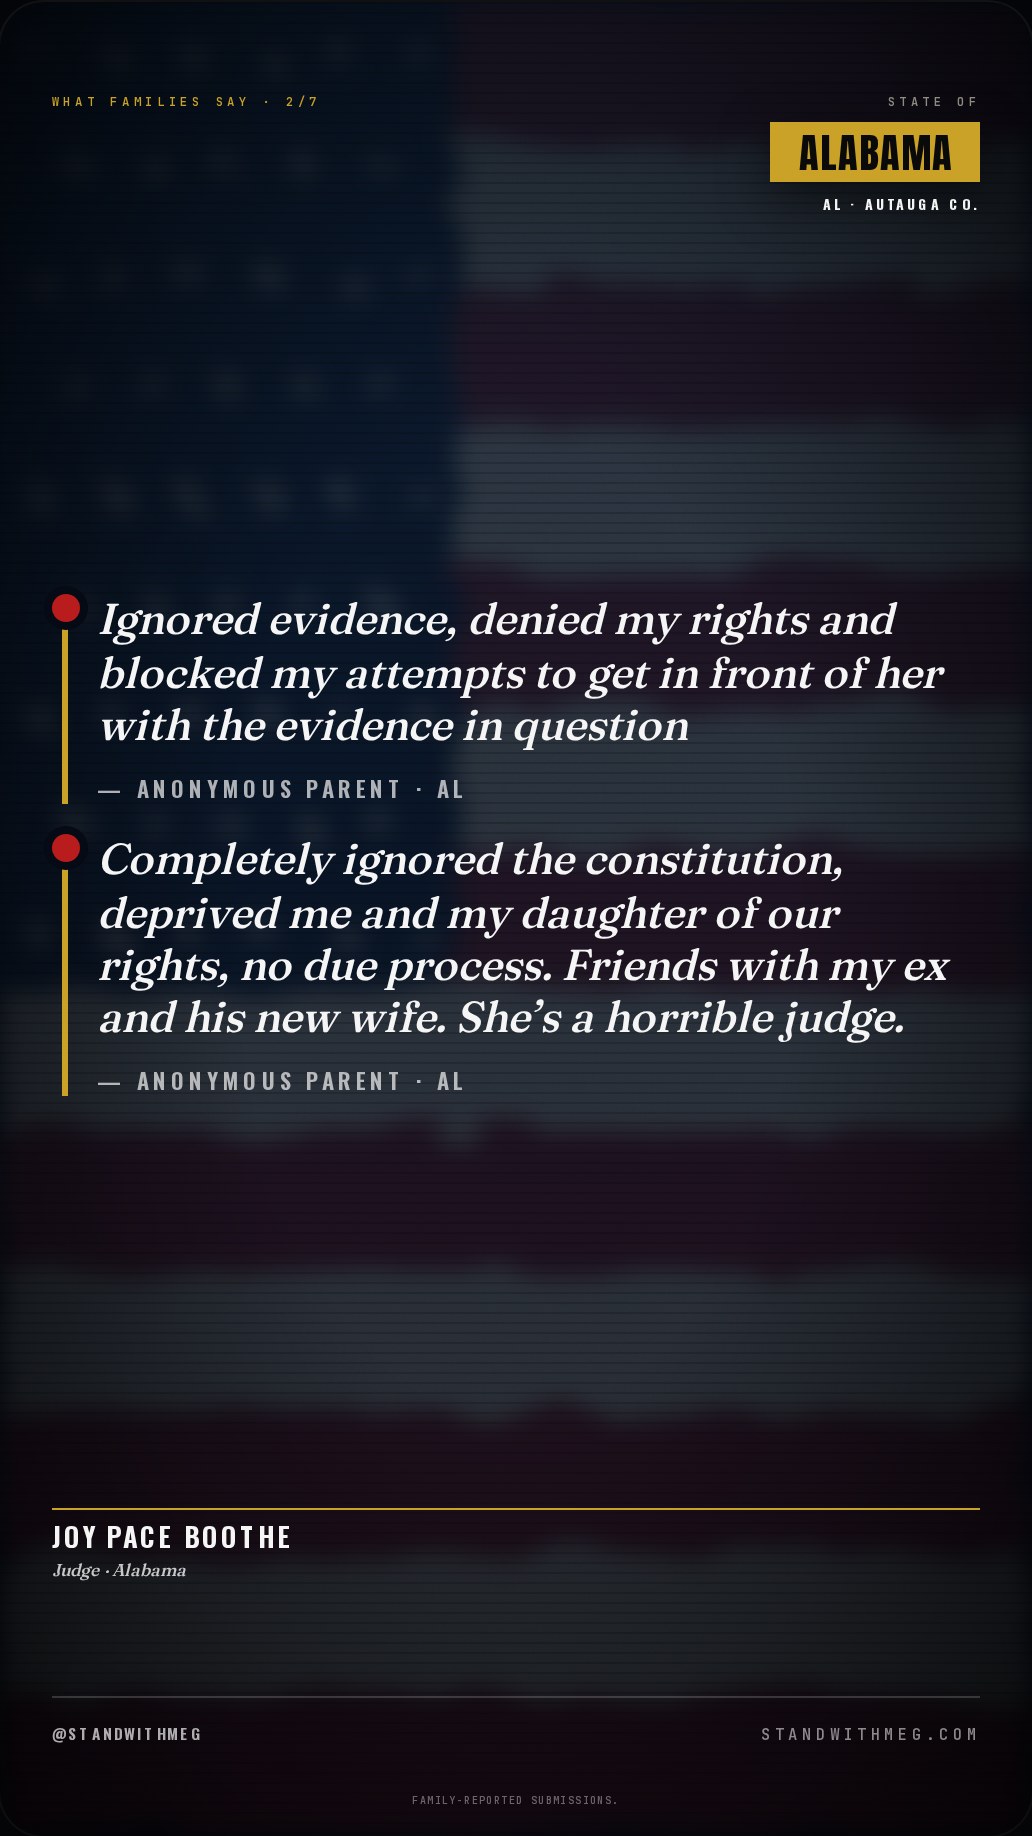 WHAT FAMILIES SAY · 2/7
STATE OF
ALABAMA
AL · AUTAUGA CO.
Ignored evidence, denied my rights and
blocked my attempts to get in front of her
with the evidence in question
— ANONYMOUS PARENT · AL
Completely ignored the constitution,
deprived me and my daughter of our
rights, no due process. Friends with my ex
and his new wife. She’s a horrible judge.
— ANONYMOUS PARENT · AL
JOY PACE BOOTHE
Judge · Alabama
@STANDWITHMEG
STANDWITHMEG.COM
FAMILY-REPORTED SUBMISSIONS.